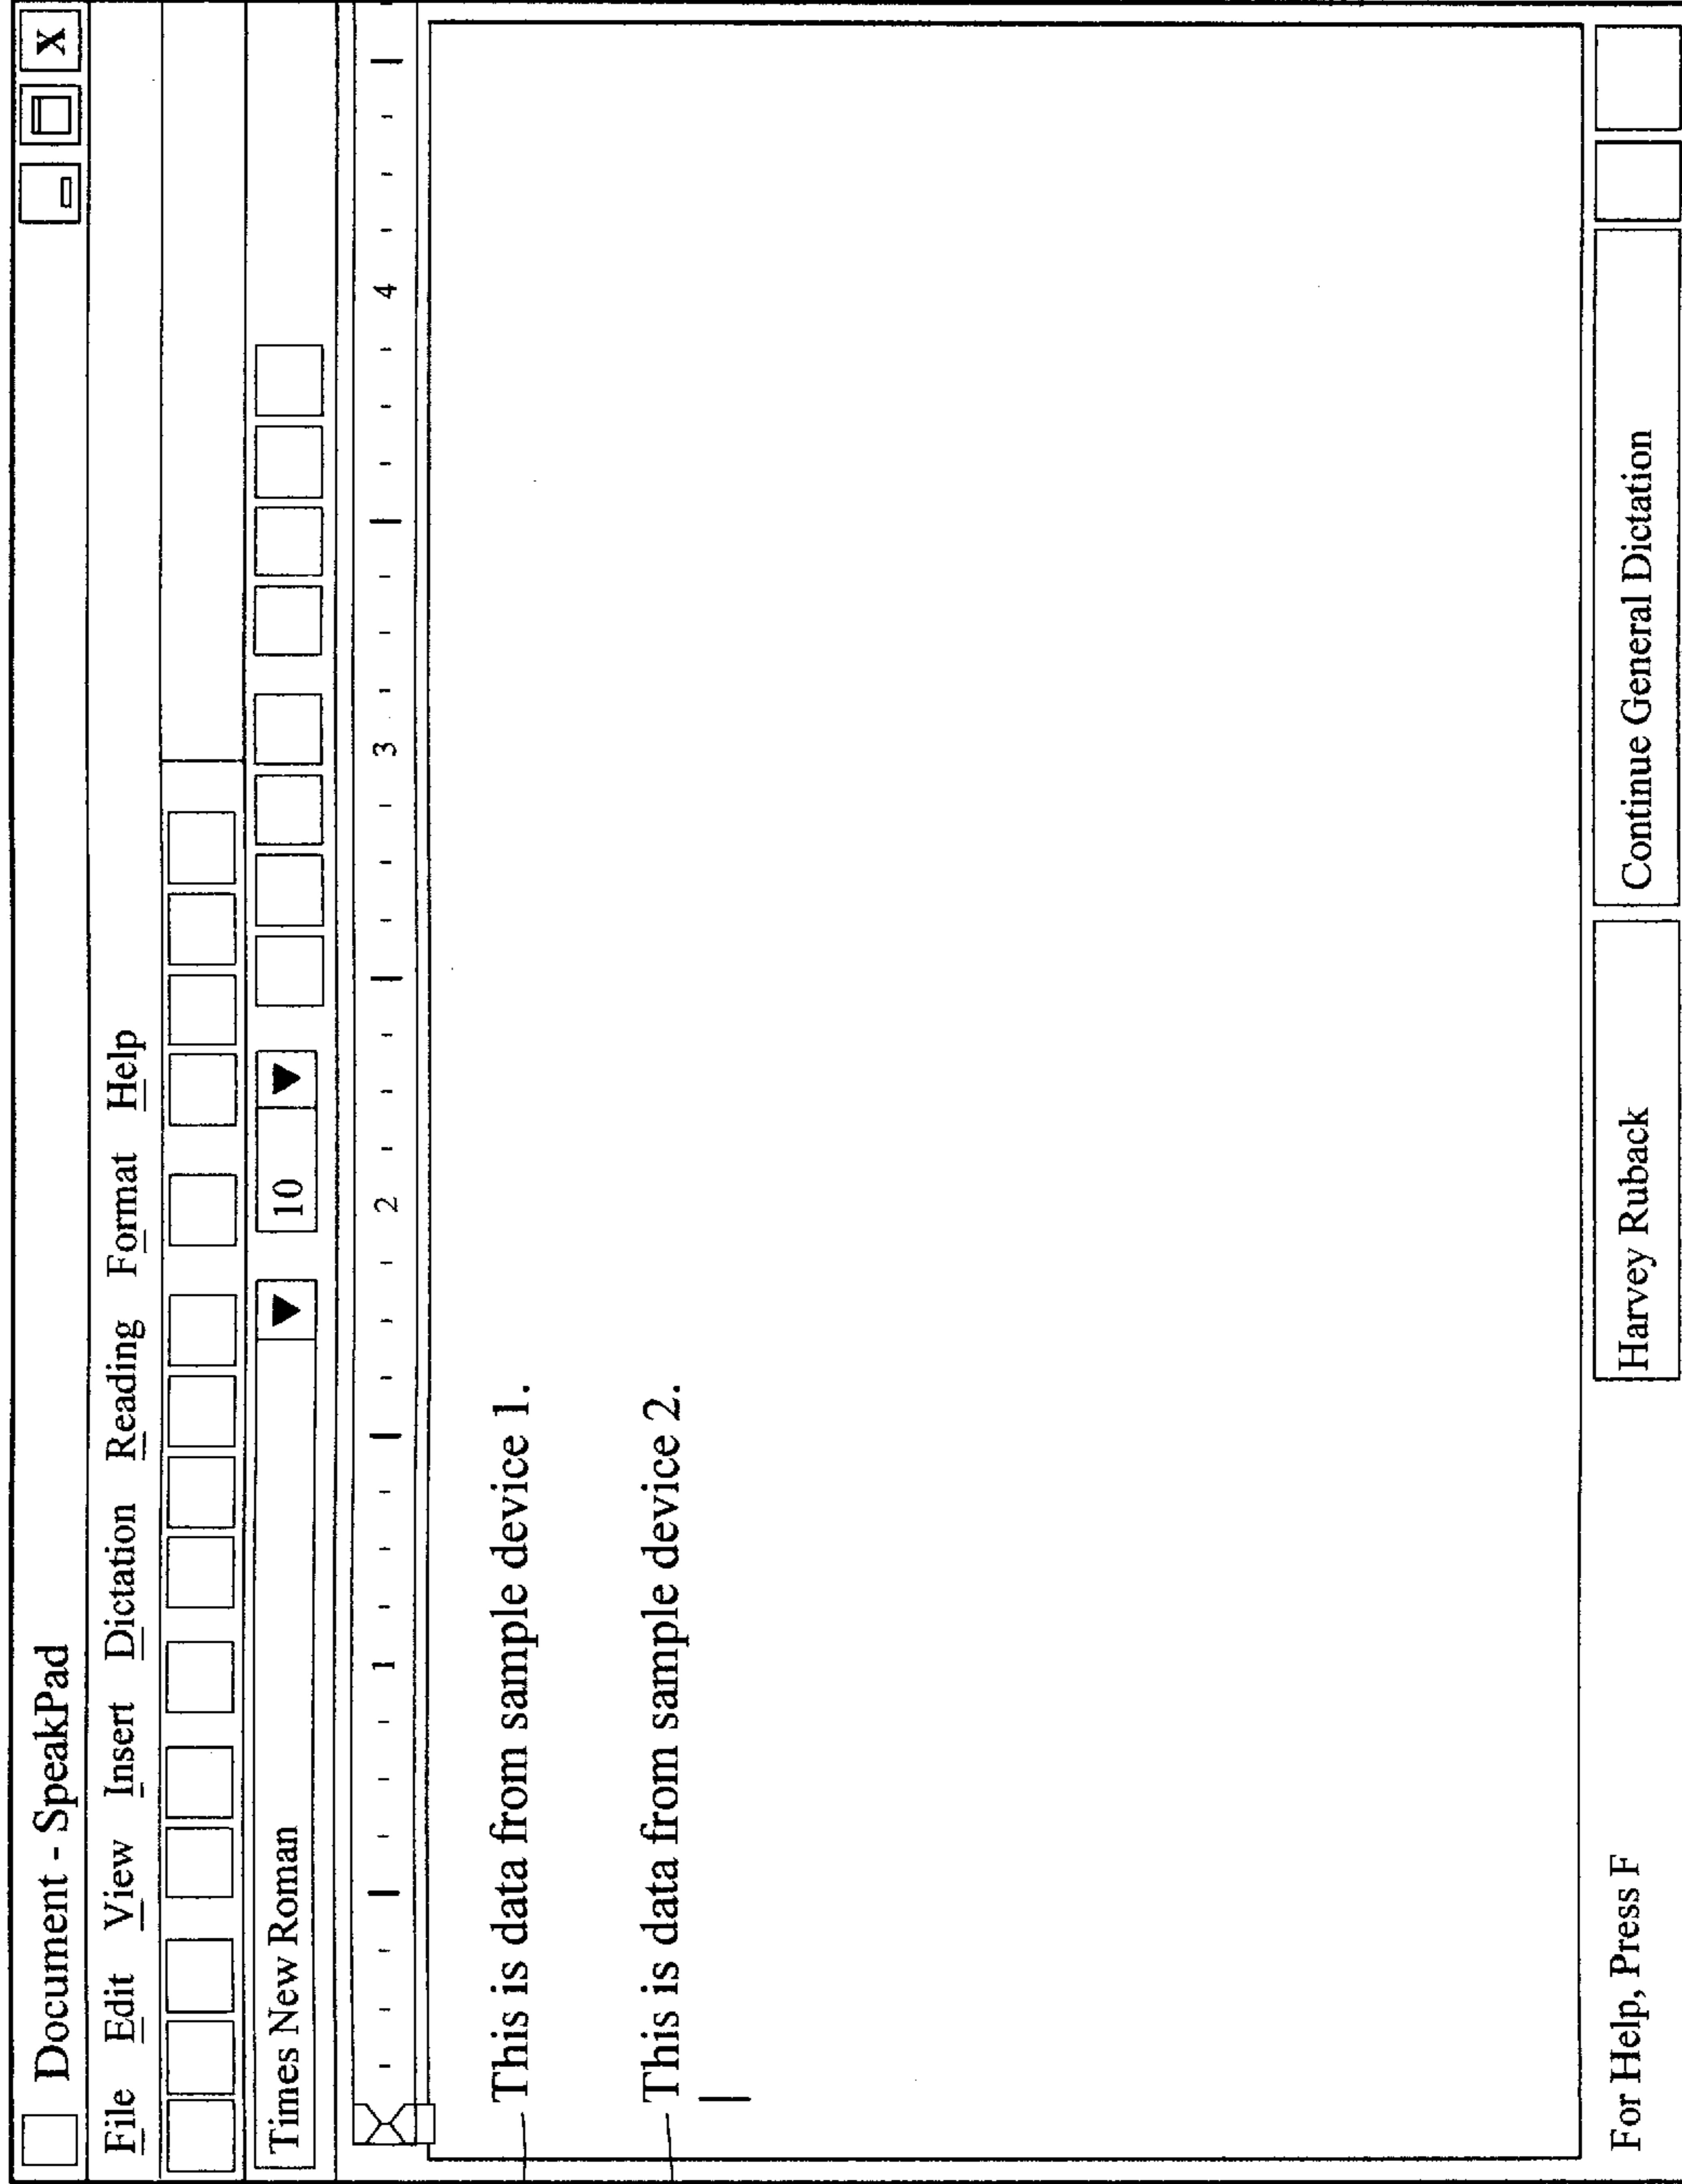 Document - SpeakPad
X
File Edit View Insert Dictation Reading Format Help
Times New Roman
10
1 2 3 4
This is data from sample device 1.
This is data from sample device 2.
For Help, Press F
Harvey Ruback
Continue General Dictation